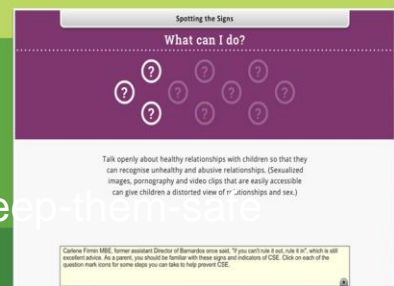 Spotting the Signs
What can I do?
? ? ?
? ? ? ?
? ? ?
Talk openly about healthy relationships with children so that they
can recognise unhealthy and abusive relationships. (Sexualized
images, pornography and video clips that are easily accessible
can give children a distorted view of relationships and sex.)
eep-them-safe
Carlene Firmin MBE, former assistant Director of Barnardos once said, "If you can't rule it out, rule it in", which is still
excellent advice. As a parent, you should be familiar with these signs and indicators of CSE. Click on each of the
question mark icons for some steps you can take to help prevent CSE.